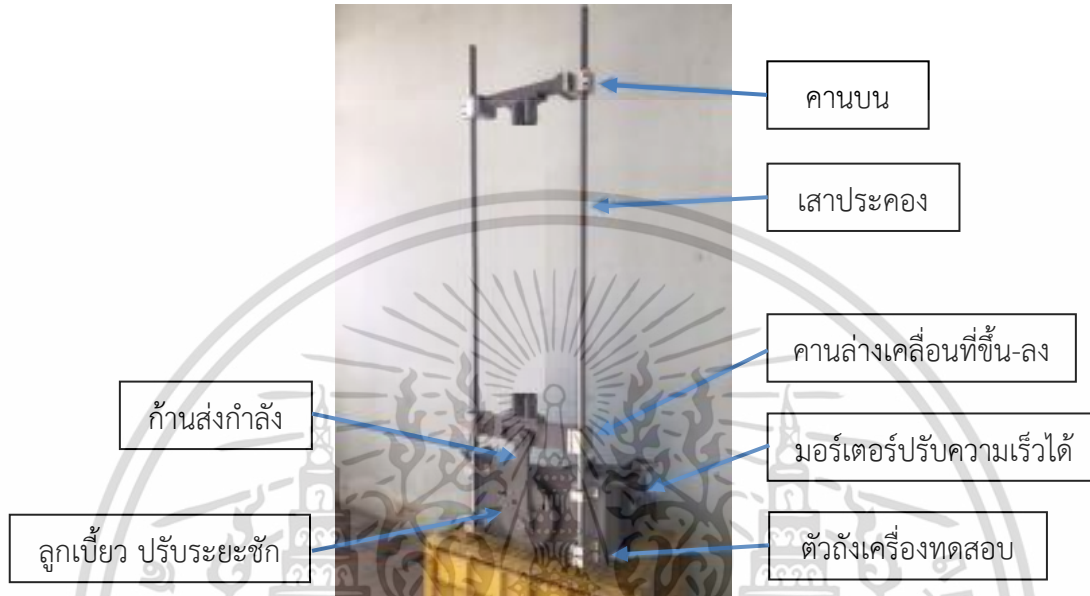 คานบน
เสาประคอง
คานล่างเคลื่อนที่ขึ้น-ลง
ก้านส่งกำลัง
มอร์เตอร์ปรับความเร็วได้
ลูกเบี้ยว ปรับระยะชัก
ตัวถังเครื่องทดสอบ